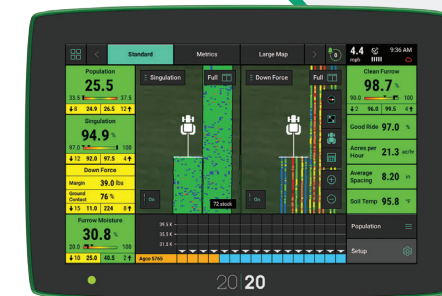 Standard
Metrics
Large Map
4.4
mph
9:36 AM
Population
25.5
33.5
37.5
↓8 24.9 26.5 12↑
Singulation
94.9 %
97.0
100
↓12 92.0 97.5 4↑
Down Force
Margin 39.0 lbs
Ground
Contact 76 %
↓15 11.0 224 0↑
Furrow Moisture
30.8 %
20.0
100
↓10 25.0 40.5 2↑
Singulation
Full
On
72 stock
Down Force
Full
On
39.5 K
35.5 K
31.5 K
Agco 5765
Clean Furrow
98.7 %
90.0
100
↓2 96.0 99.5 4↑
Good Ride 97.0 %
Acres per
Hour 21.3 ac/hr
Average
Spacing 8.20 in
Soil Temp 95.8 °F
Population
Setup
20|20